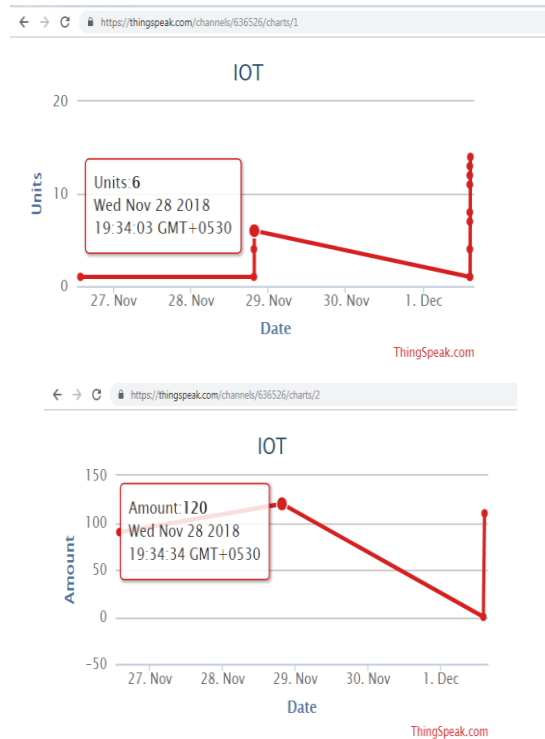 https://thingspeak.com/channels/636526/charts/1
IOT
20
10
0
Units
Units:6
Wed Nov 28 2018
19:34:03 GMT+0530
27. Nov 28. Nov 29. Nov 30. Nov 1. Dec
Date
ThingSpeak.com
https://thingspeak.com/channels/636526/charts/2
IOT
150
100
50
0
-50
Amount
Amount:120
Wed Nov 28 2018
19:34:34 GMT+0530
27. Nov 28. Nov 29. Nov 30. Nov 1. Dec
Date
ThingSpeak.com